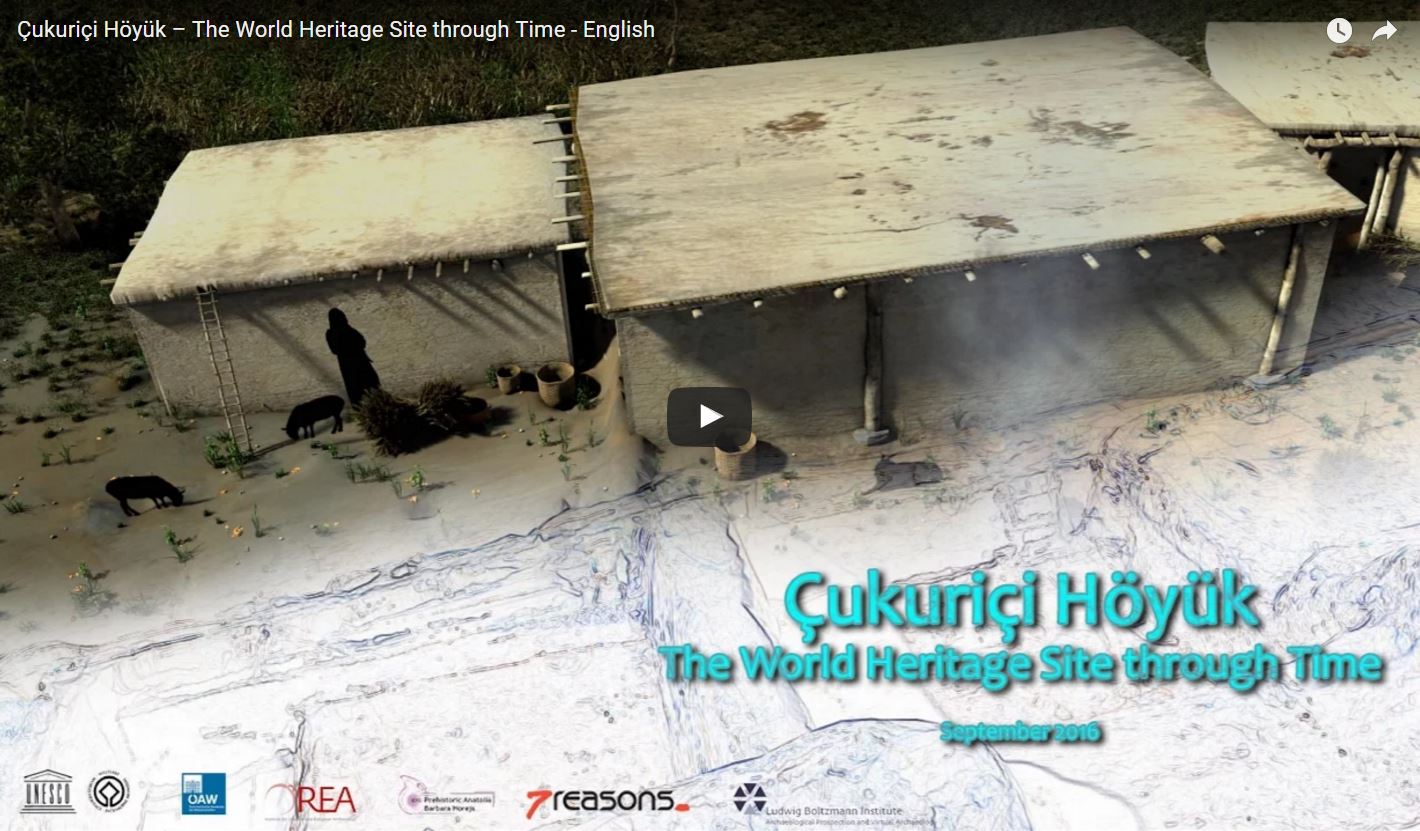 Çukuriçi Höyük – The World Heritage Site through Time - English
Çukuriçi Höyük
The World Heritage Site through Time
September 2016
UNESCO
ÖAW
OREA
Prehistoric Anatolia
Barbara Horejs
7reasons
Ludwig Boltzmann Institute
Archaeological Prospection and Virtual Archaeology